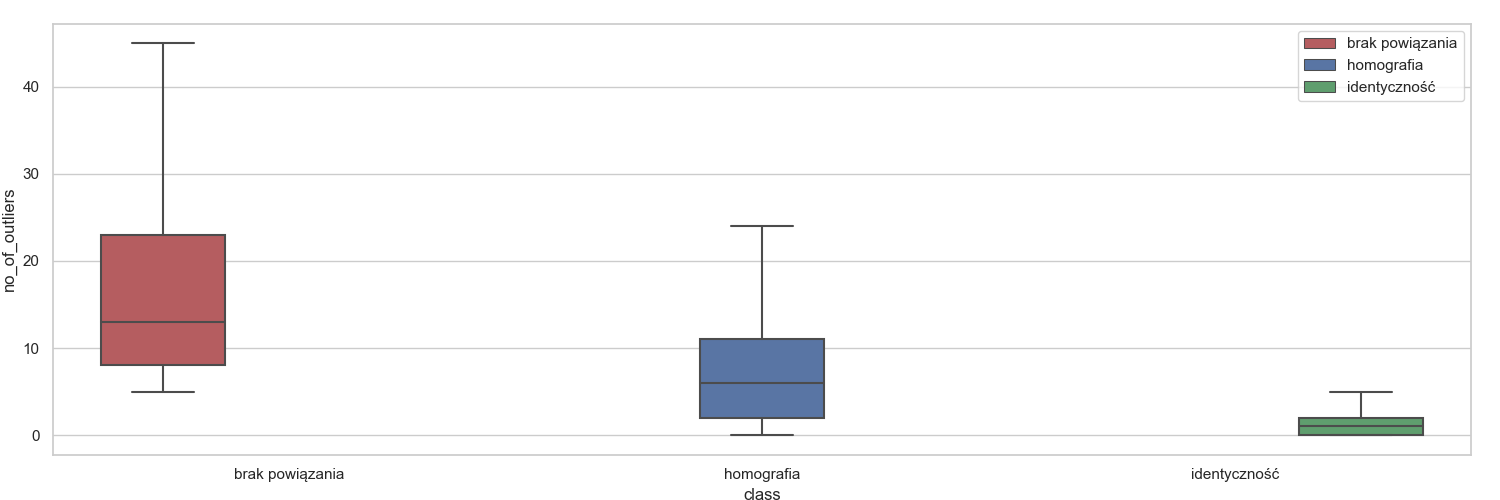 brak powiązania
homografia
identyczność
40
30
20
10
0
no_of_outliers
brak powiązania
homografia
identyczność
class